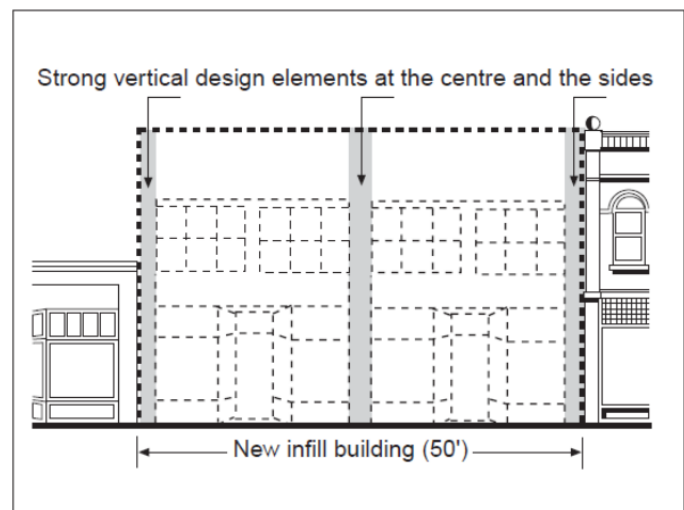 Strong vertical design elements at the centre and the sides
New infill building (50')